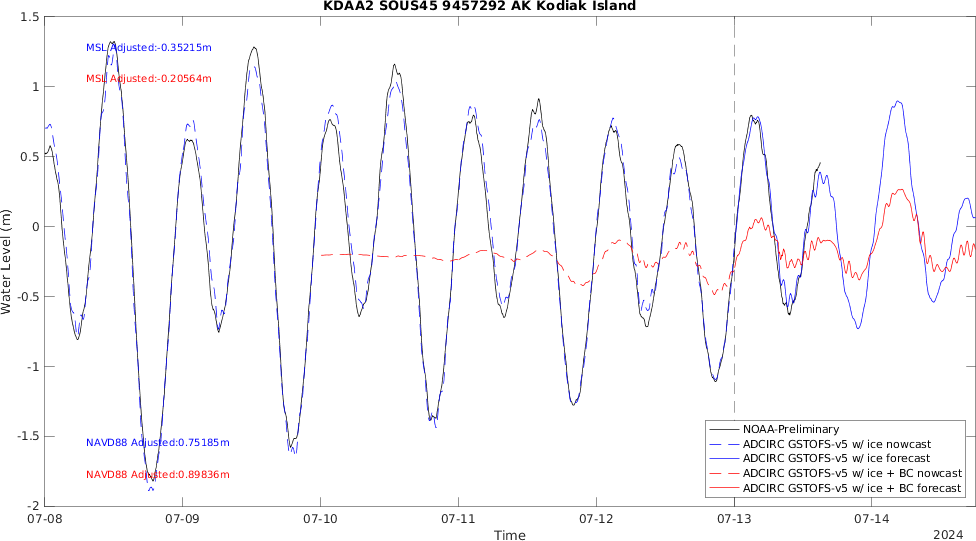 KDAA2 SOUS45 9457292 AK Kodiak Island
MSL Adjusted:-0.35215m
MSL Adjusted:-0.20564m
NAVD88 Adjusted:0.75185m
NAVD88 Adjusted:0.89836m
Water Level (m)
1.5
1
0.5
0
-0.5
-1
-1.5
-2
07-08
07-09
07-10
07-11
07-12
07-13
07-14
Time
2024
NOAA-Preliminary
ADCIRC GSTOFS-v5 w/ ice nowcast
ADCIRC GSTOFS-v5 w/ ice forecast
ADCIRC GSTOFS-v5 w/ ice + BC nowcast
ADCIRC GSTOFS-v5 w/ ice + BC forecast